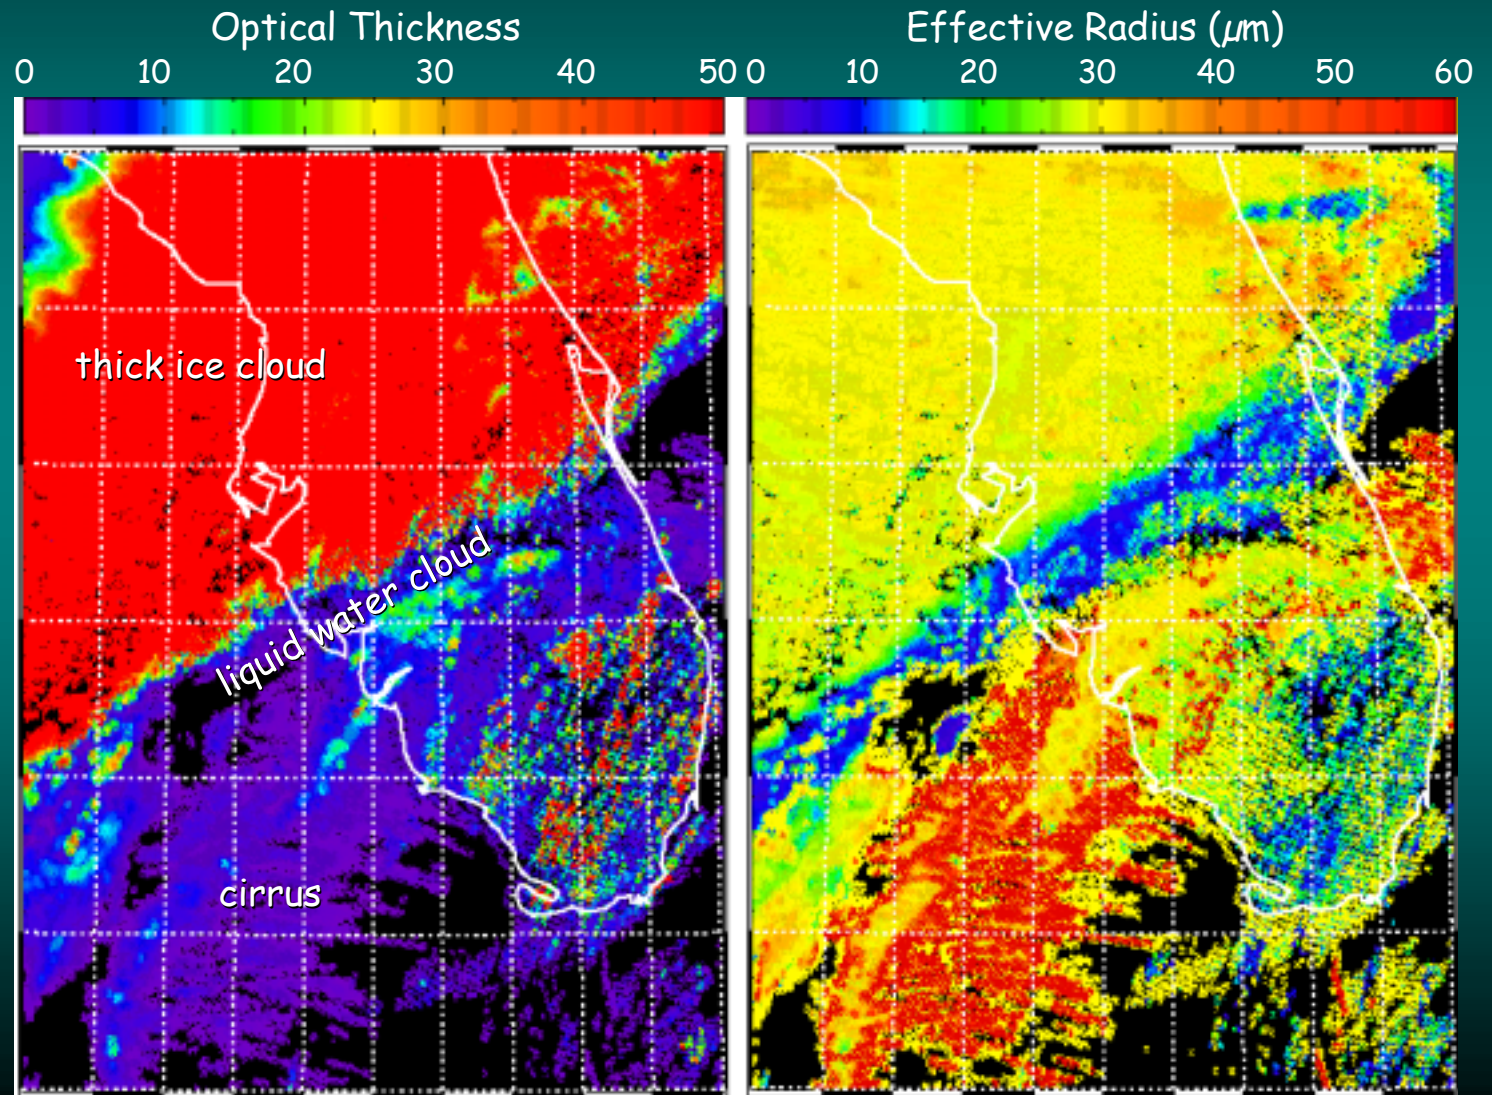 Optical Thickness
Effective Radius (μm)
0 10 20 30 40 50
0 10 20 30 40 50 60
thick ice cloud
liquid water cloud
cirrus